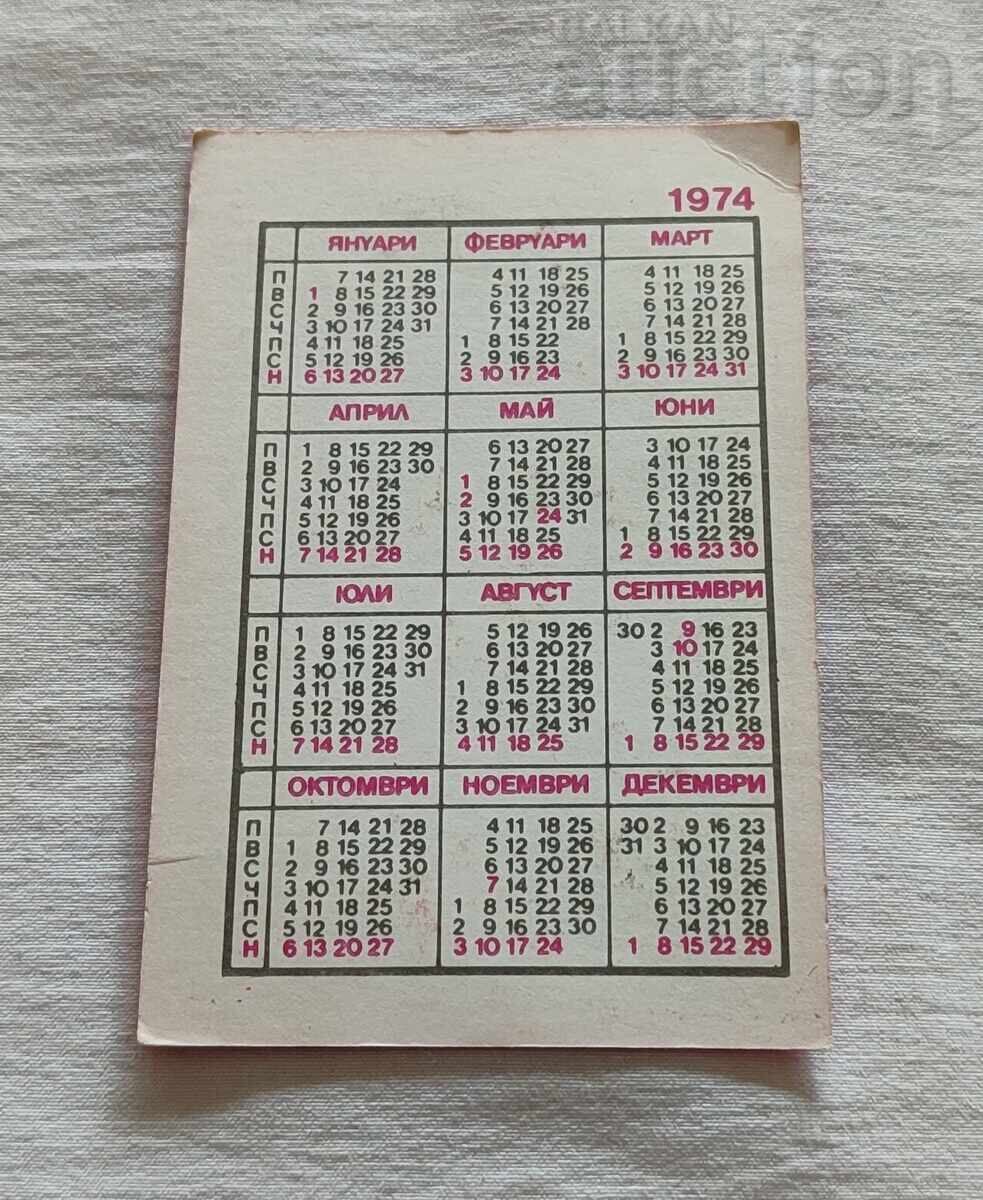 BALKAN
auction
1974
ЯНУАРИ ФЕВРУАРИ МАРТ
П 7 14 21 28 4 11 18 25 4 11 18 25
В 1 8 15 22 29 5 12 19 26 5 12 19 26
С 2 9 16 23 30 6 13 20 27 6 13 20 27
Ч 3 10 17 24 31 7 14 21 28 7 14 21 28
П 4 11 18 25 1 8 15 22 1 8 15 22 29
С 5 12 19 26 2 9 16 23 2 9 16 23 30
Н 6 13 20 27 3 10 17 24 3 10 17 24 31
АПРИЛ МАЙ ЮНИ
П 1 8 15 22 29 6 13 20 27 3 10 17 24
В 2 9 16 23 30 7 14 21 28 4 11 18 25
С 3 10 17 24 1 8 15 22 29 5 12 19 26
Ч 4 11 18 25 2 9 16 23 30 6 13 20 27
П 5 12 19 26 3 10 17 24 31 7 14 21 28
С 6 13 20 27 4 11 18 25 1 8 15 22 29
Н 7 14 21 28 5 12 19 26 2 9 16 23 30
ЮЛИ АВГУСТ СЕПТЕМВРИ
П 1 8 15 22 29 5 12 19 26 30 2 9 16 23
В 2 9 16 23 30 6 13 20 27 3 10 17 24
С 3 10 17 24 31 7 14 21 28 4 11 18 25
Ч 4 11 18 25 1 8 15 22 29 5 12 19 26
П 5 12 19 26 2 9 16 23 30 6 13 20 27
С 6 13 20 27 3 10 17 24 31 7 14 21 28
Н 7 14 21 28 4 11 18 25 1 8 15 22 29
ОКТОМВРИ НОЕМВРИ ДЕКЕМВРИ
П 7 14 21 28 4 11 18 25 30 2 9 16 23
В 1 8 15 22 29 5 12 19 26 31 3 10 17 24
С 2 9 16 23 30 6 13 20 27 4 11 18 25
Ч 3 10 17 24 31 7 14 21 28 5 12 19 26
П 4 11 18 25 1 8 15 22 29 6 13 20 27
С 5 12 19 26 2 9 16 23 30 7 14 21 28
Н 6 13 20 27 3 10 17 24 1 8 15 22 29